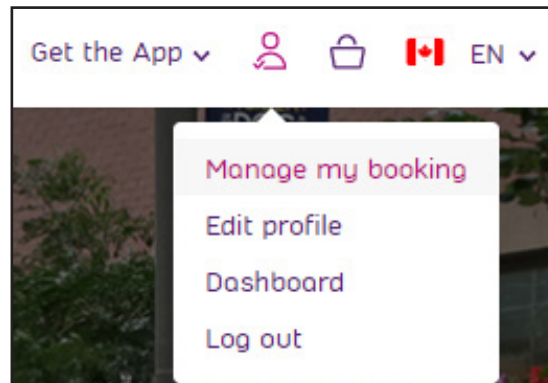 Get the App EN
Manage my booking
Edit profile
Dashboard
Log out